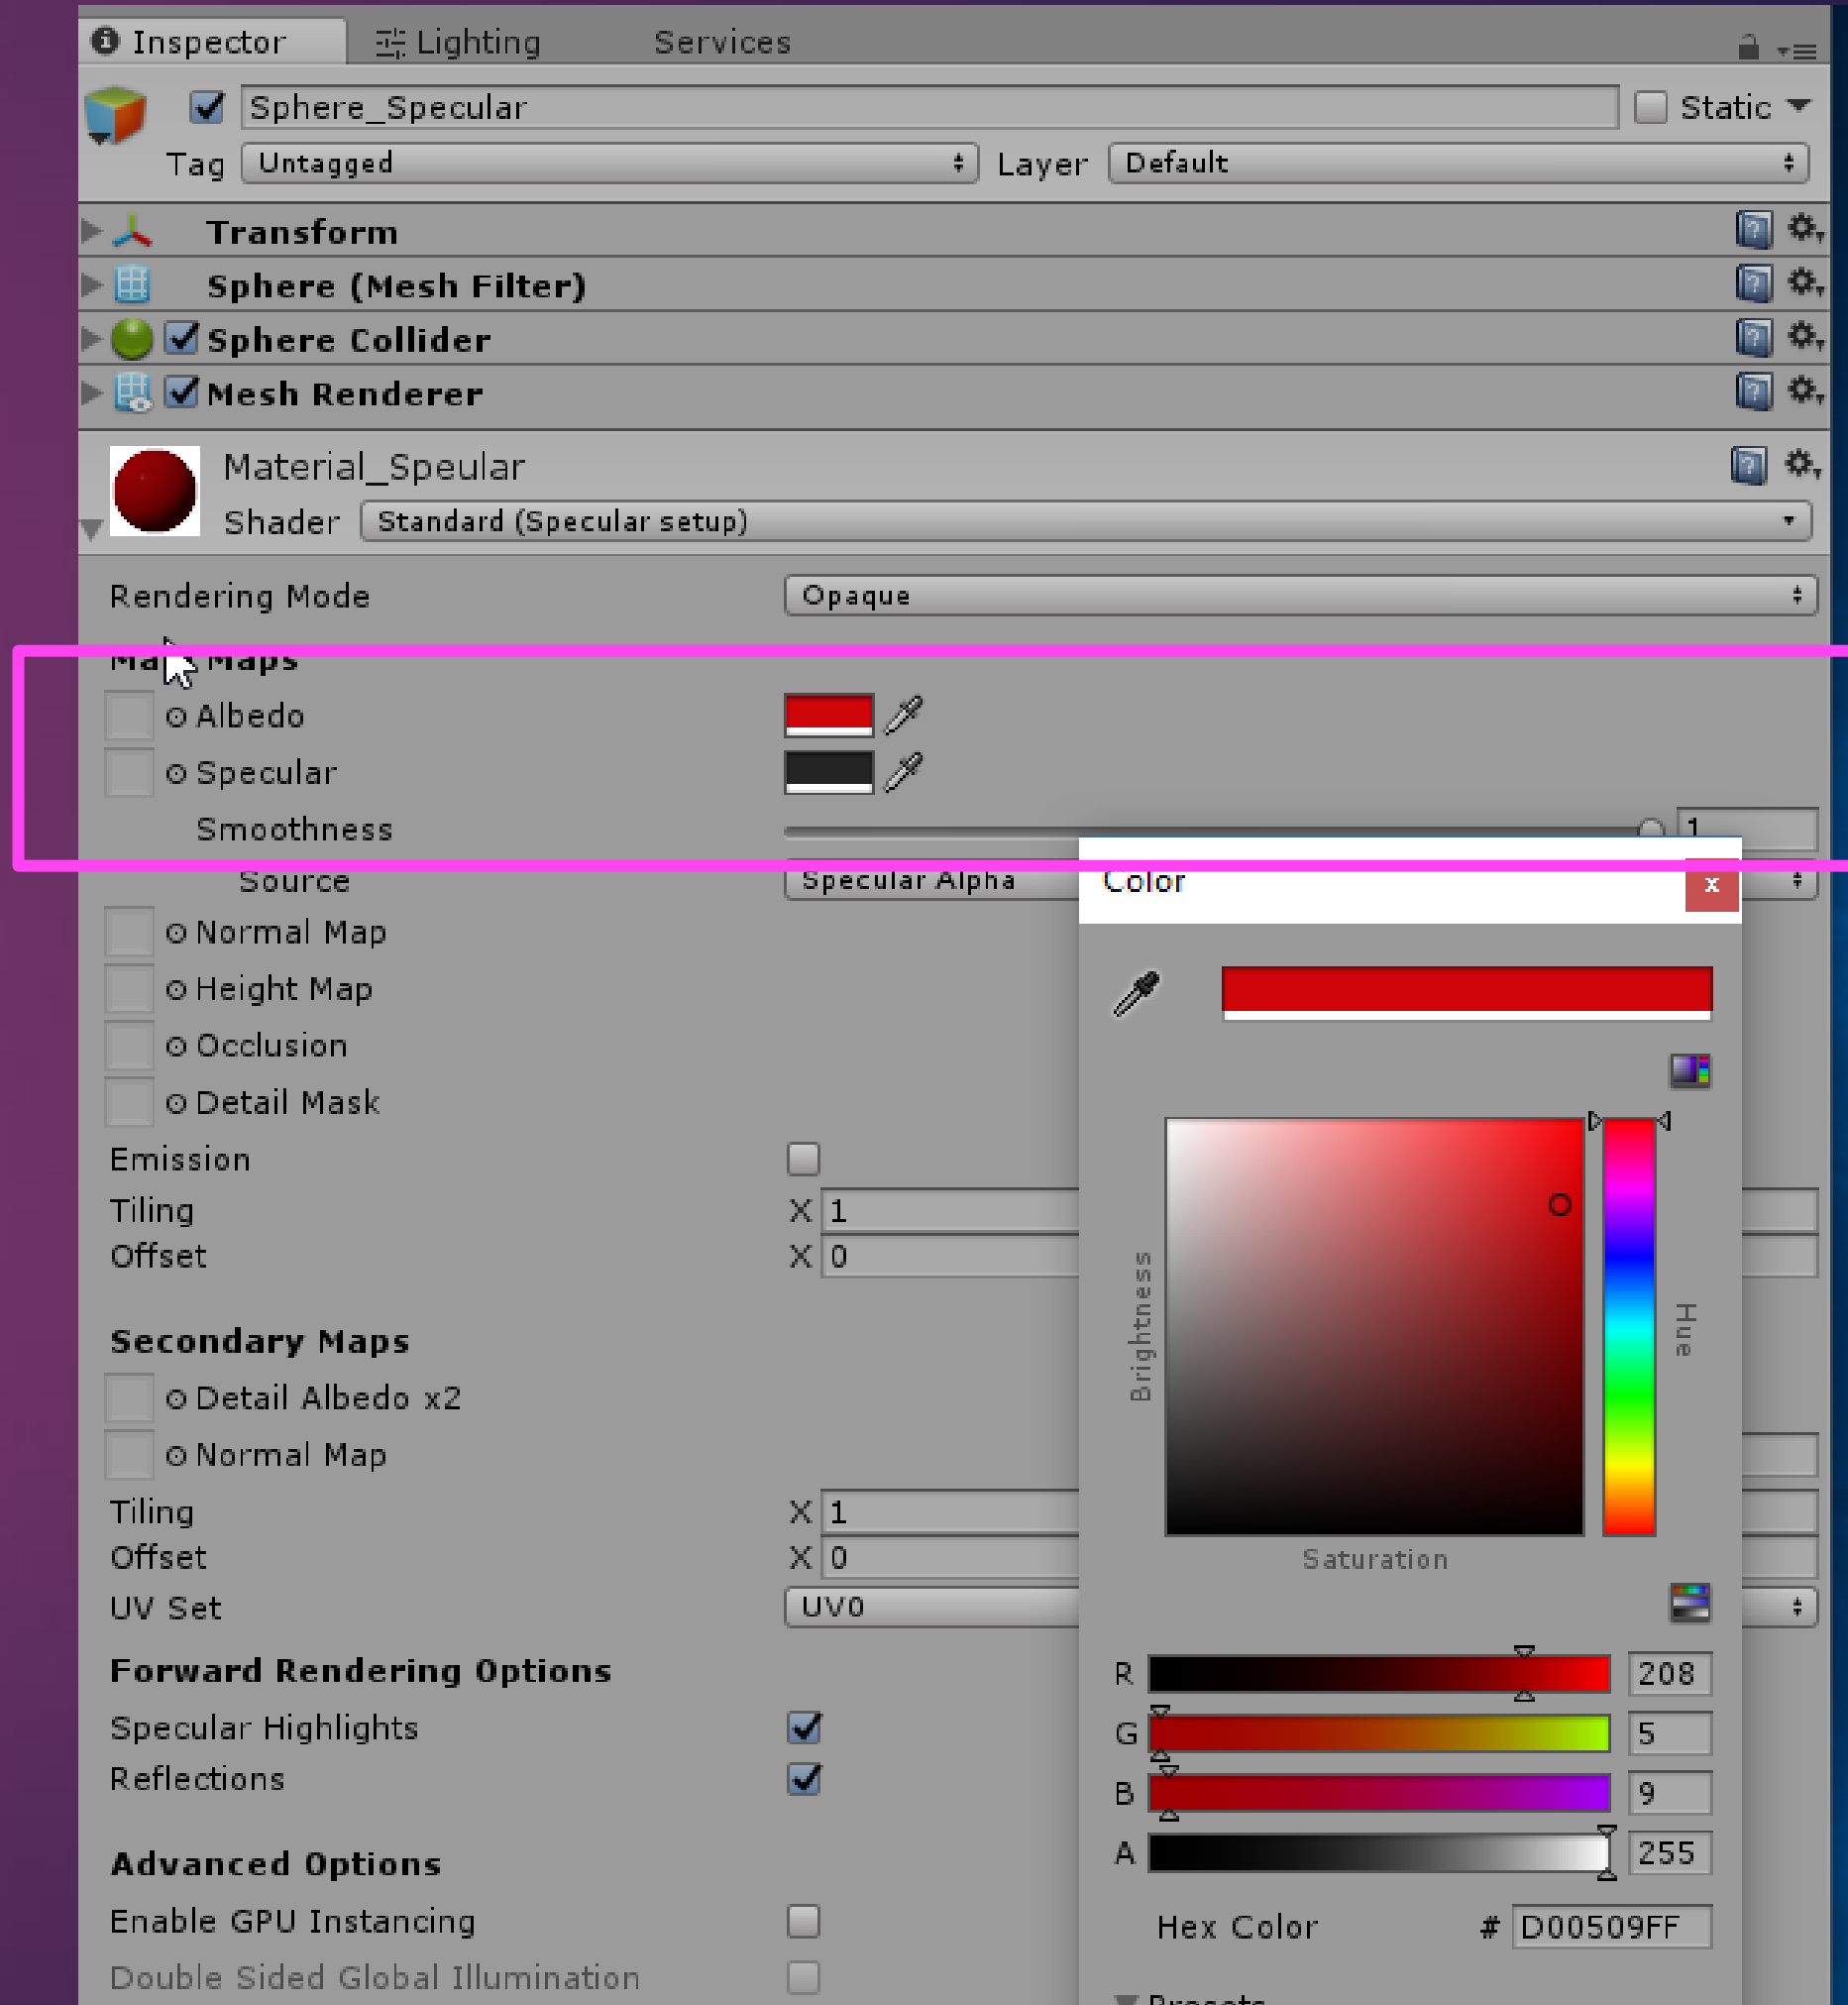 Inspector Lighting Services
Sphere_Specular Static
Tag Untagged Layer Default
Transform
Sphere (Mesh Filter)
Sphere Collider
Mesh Renderer
Material_Speular
Shader Standard (Specular setup)
Rendering Mode Opaque
Maps
Albedo
Specular
Smoothness 1
Source Specular Alpha
Color x
Normal Map
Height Map
Occlusion
Detail Mask
Emission
Tiling X 1
Offset X 0
Brightness
Hue
Secondary Maps
Detail Albedo x2
Normal Map
Tiling X 1
Offset X 0
Saturation
UV Set UV0
Forward Rendering Options
R 208
Specular Highlights
G 5
Reflections
B 9
Advanced Options
A 255
Enable GPU Instancing
Hex Color # D00509FF
Double Sided Global Illumination
Presets